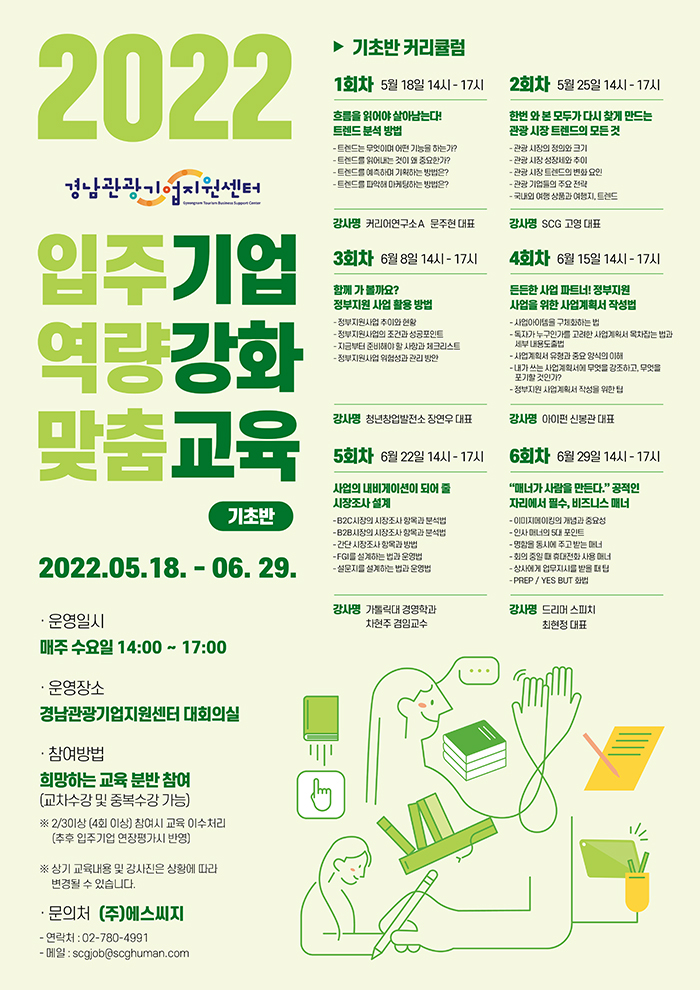 2022
경남관광기업지원센터
Gyeongnam Tourism Business Support Center
입주기업
역량강화
맞춤교육
기초반
2022.05.18. - 06. 29.
· 운영일시
매주 수요일 14:00 ~ 17:00
· 운영장소
경남관광기업지원센터 대회의실
· 참여방법
희망하는 교육 분반 참여
(교차수강 및 중복수강 가능)
※ 2/3이상 (4회 이상) 참여시 교육 이수처리
(추후 입주기업 연장평가시 반영)
※ 상기 교육내용 및 강사진은 상황에 따라
변경될 수 있습니다.
· 문의처 (주)에스씨지
- 연락처 : 02-780-4991
- 메일 : scgjob@scghuman.com
▶ 기초반 커리큘럼
1회차 5월 18일 14시 - 17시
흐름을 읽어야 살아남는다!
트렌드 분석 방법
- 트렌드는 무엇이며 어떤 기능을 하는가?
- 트렌드를 읽어내는 것이 왜 중요한가?
- 트렌드를 예측하며 기획하는 방법은?
- 트렌드를 파악해 마케팅하는 방법은?
강사명 커리어연구소A 문주현 대표
2회차 5월 25일 14시 - 17시
한번 와 본 모두가 다시 찾게 만드는
관광 시장 트렌드의 모든 것
- 관광 시장의 정의와 크기
- 관광 시장 성장세와 추이
- 관광 시장 트렌드의 변화 요인
- 관광 기업들의 주요 전략
- 국내외 여행 상품과 여행지, 트렌드
강사명 SCG 고영 대표
3회차 6월 8일 14시 - 17시
함께 가 볼까요?
정부지원 사업 활용 방법
- 정부지원사업 추이와 현황
- 정부지원사업의 조건과 성공포인트
- 지금부터 준비해야 할 사항과 체크리스트
- 정부지원사업 위험성과 관리 방안
강사명 청년창업발전소 장연우 대표
4회차 6월 15일 14시 - 17시
든든한 사업 파트너! 정부지원
사업을 위한 사업계획서 작성법
- 사업아이템을 구체화하는 법
- 독자가 누구인가를 고려한 사업계획서 목차잡는 법과
세부 내용도출법
- 사업계획서 유형과 중요 양식의 이해
- 내가 쓰는 사업계획서에 무엇을 강조하고, 무엇을
포기할 것인가?
- 정부지원 사업계획서 작성을 위한 팁
강사명 아이펀 신봉관 대표
5회차 6월 22일 14시 - 17시
사업의 내비게이션이 되어 줄
시장조사 설계
- B2C시장의 시장조사 항목과 분석법
- B2B시장의 시장조사 항목과 분석법
- 간단 시장조사 항목과 방법
- FGI를 설계하는 법과 운영법
- 설문지를 설계하는 법과 운영법
강사명 가톨릭대 경영학과
차현주 겸임교수
6회차 6월 29일 14시 - 17시
“매너가 사람을 만든다.” 공적인
자리에서 필수, 비즈니스 매너
- 이미지메이킹의 개념과 중요성
- 인사 매너의 5대 포인트
- 명함을 동시에 주고 받는 매너
- 회의 중일 때 휴대전화 사용 매너
- 상사에게 업무지시를 받을 때 팁
- PREP / YES BUT 화법
강사명 드리머 스피치
최현정 대표